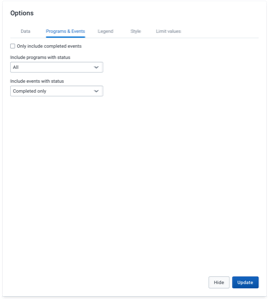 Options
Data Programs & Events Legend Style Limit values
Only include completed events
Include programs with status
All
Include events with status
Completed only
Hide Update